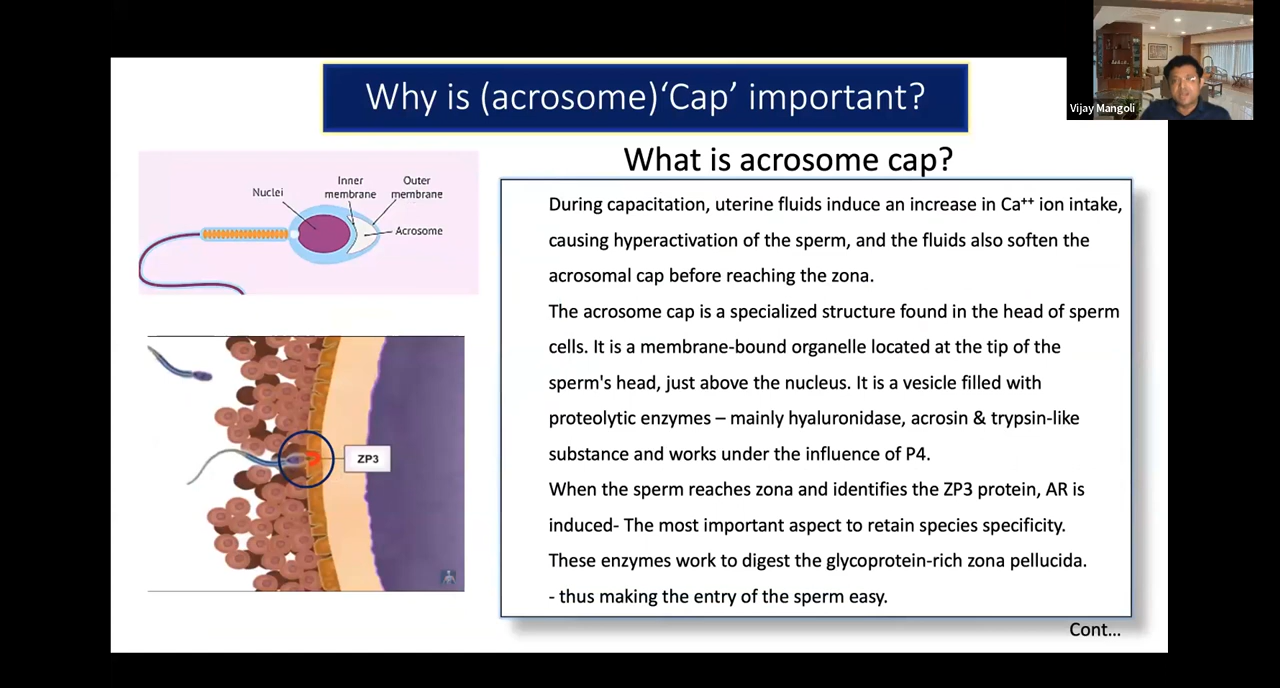 Why is (acrosome)‘Cap’ important?
Vijay Mangoli
What is acrosome cap?
Nuclei
Inner
membrane
Outer
membrane
Acrosome
ZP3
During capacitation, uterine fluids induce an increase in Ca⁺⁺ ion intake,
causing hyperactivation of the sperm, and the fluids also soften the
acrosomal cap before reaching the zona.
The acrosome cap is a specialized structure found in the head of sperm
cells. It is a membrane-bound organelle located at the tip of the
sperm's head, just above the nucleus. It is a vesicle filled with
proteolytic enzymes – mainly hyaluronidase, acrosin & trypsin-like
substance and works under the influence of P4.
When the sperm reaches zona and identifies the ZP3 protein, AR is
induced- The most important aspect to retain species specificity.
These enzymes work to digest the glycoprotein-rich zona pellucida.
- thus making the entry of the sperm easy.
Cont...